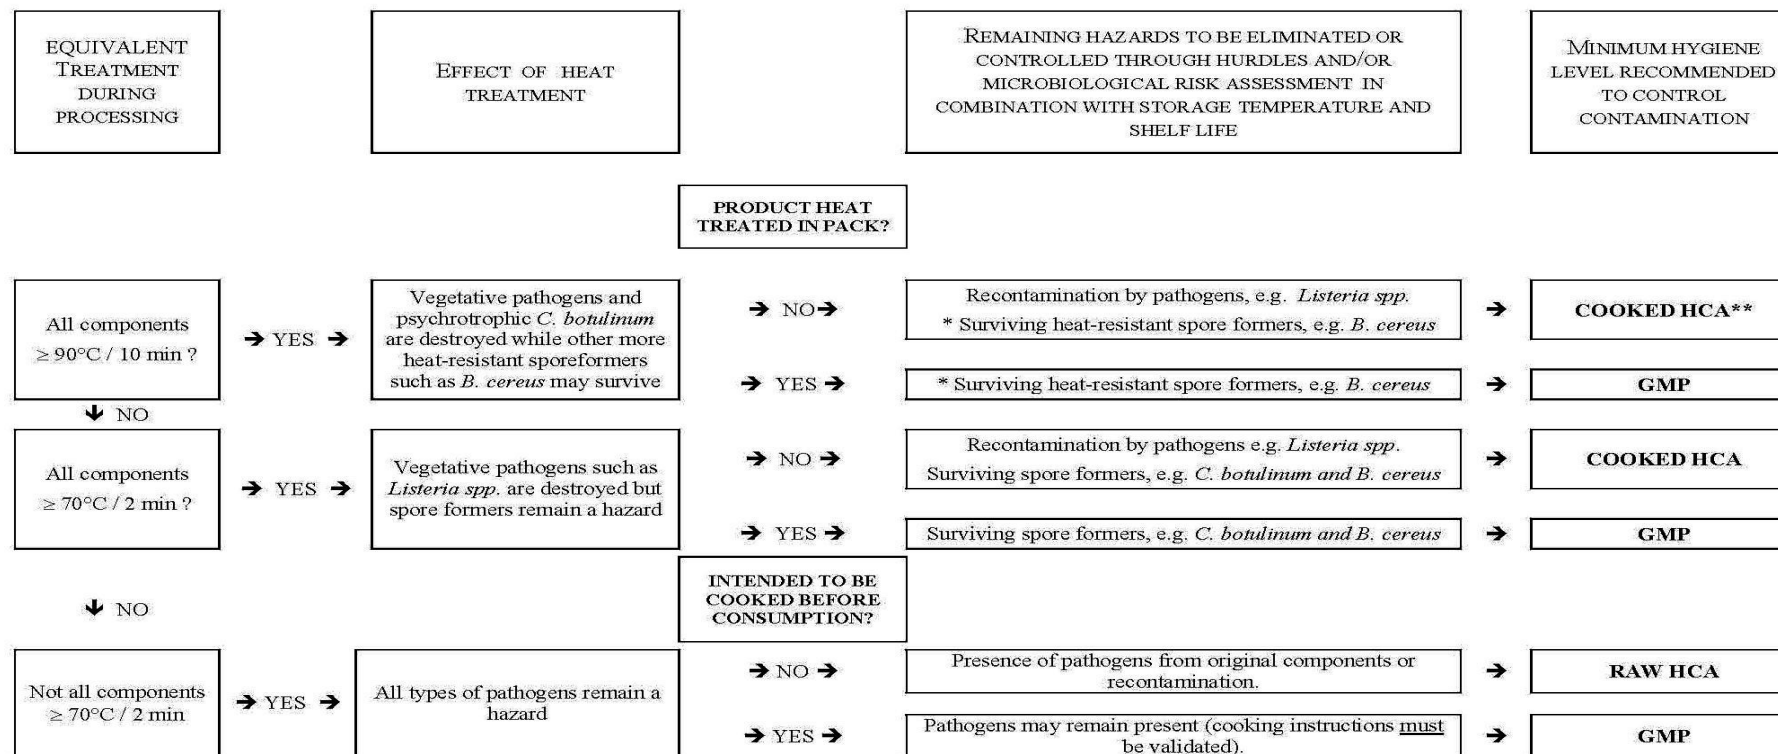 EQUIVALENT
TREATMENT
DURING
PROCESSING
EFFECT OF HEAT
TREATMENT
REMAINING HAZARDS TO BE ELIMINATED OR
CONTROLLED THROUGH HURDLES AND/OR
MICROBIOLOGICAL RISK ASSESSMENT IN
COMBINATION WITH STORAGE TEMPERATURE AND
SHELF LIFE
MINIMUM HYGIENE
LEVEL RECOMMENDED
TO CONTROL
CONTAMINATION
PRODUCT HEAT
TREATED IN PACK?
All components
≥ 90°C / 10 min ?
➔ YES ➔
Vegetative pathogens and
psychrotrophic C. botulinum
are destroyed while other more
heat-resistant sporeformers
such as B. cereus may survive
➔ NO➔
Recontamination by pathogens, e.g. Listeria spp.
* Surviving heat-resistant spore formers, e.g. B. cereus
➔
COOKED HCA**
➔ YES ➔
* Surviving heat-resistant spore formers, e.g. B. cereus
➔
GMP
🡻 NO
All components
≥ 70°C / 2 min ?
➔ YES ➔
Vegetative pathogens such as
Listeria spp. are destroyed but
spore formers remain a hazard
➔ NO ➔
Recontamination by pathogens e.g. Listeria spp.
Surviving spore formers, e.g. C. botulinum and B. cereus
➔
COOKED HCA
➔ YES ➔
Surviving spore formers, e.g. C. botulinum and B. cereus
➔
GMP
🡻 NO
INTENDED TO BE
COOKED BEFORE
CONSUMPTION?
Not all components
≥ 70°C / 2 min
➔ YES ➔
All types of pathogens remain a
hazard
➔ NO ➔
Presence of pathogens from original components or
recontamination.
➔
RAW HCA
➔ YES ➔
Pathogens may remain present (cooking instructions must
be validated).
➔
GMP